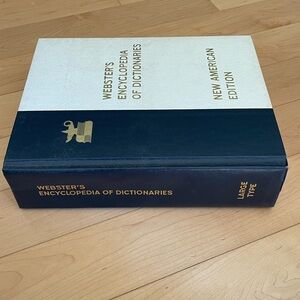 WEBSTER'S
ENCYCLOPEDIA
OF DICTIONARIES
NEW AMERICAN
EDITION
WEBSTER'S
ENCYCLOPEDIA OF DICTIONARIES
LARGE
TYPE